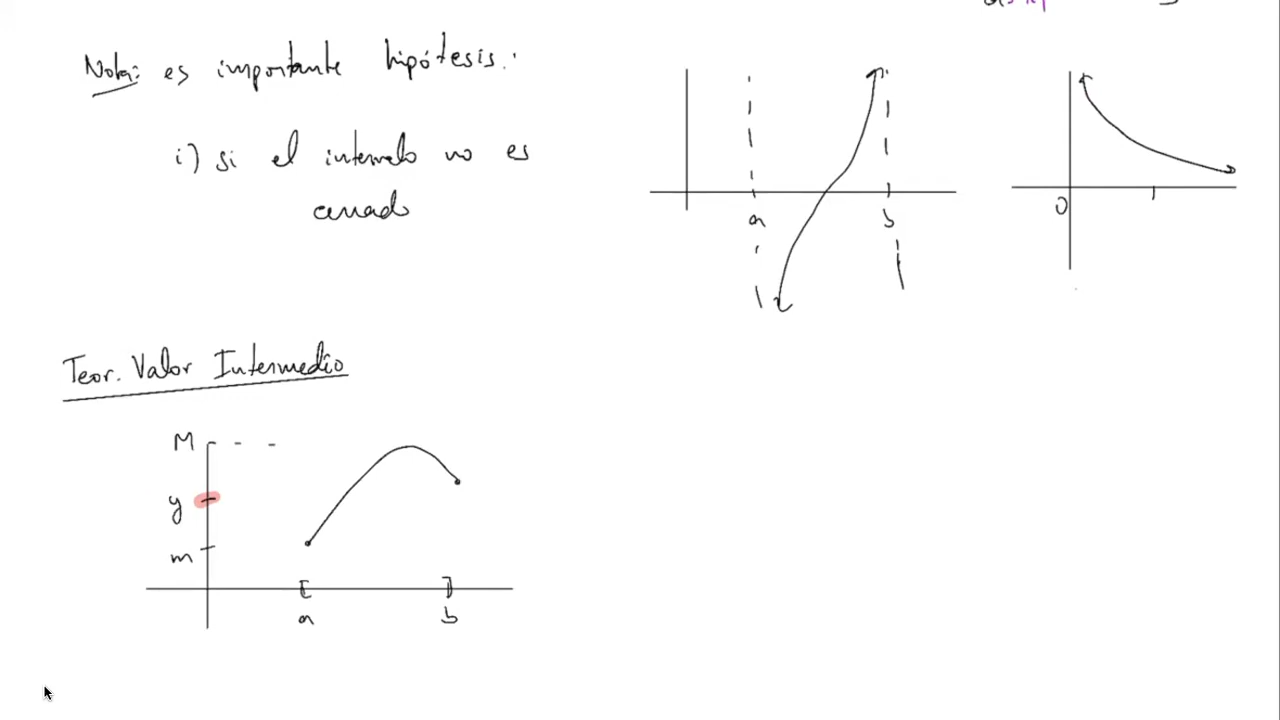 Nota: es importante hipótesis:
i) si el intervalo no es
cerrado
a
b
0
Teor. Valor Intermedio
M
y
m
a
b